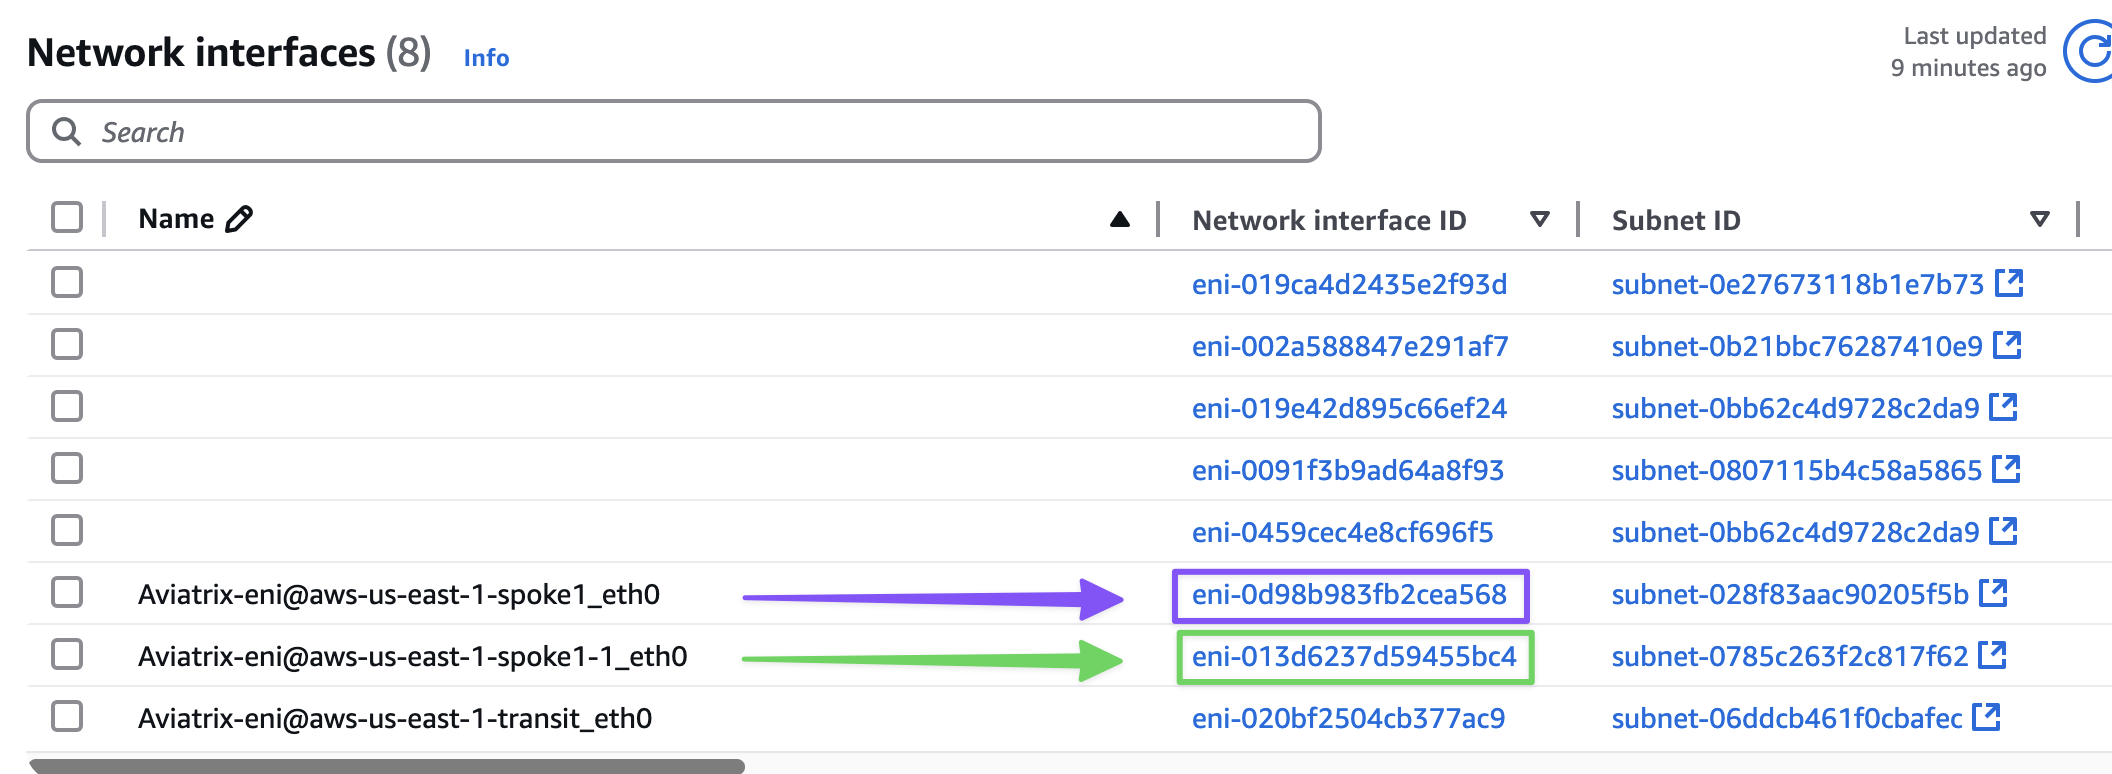 Network interfaces (8) Info
Last updated
9 minutes ago
Search
Name Network interface ID Subnet ID
eni-019ca4d2435e2f93d subnet-0e27673118b1e7b73
eni-002a588847e291af7 subnet-0b21bbc76287410e9
eni-019e42d895c66ef24 subnet-0bb62c4d9728c2da9
eni-0091f3b9ad64a8f93 subnet-0807115b4c58a5865
eni-0459cec4e8cf696f5 subnet-0bb62c4d9728c2da9
Aviatrix-eni@aws-us-east-1-spoke1_eth0 eni-0d98b983fb2cea568 subnet-028f83aac90205f5b
Aviatrix-eni@aws-us-east-1-spoke1-1_eth0 eni-013d6237d59455bc4 subnet-0785c263f2c817f62
Aviatrix-eni@aws-us-east-1-transit_eth0 eni-020bf2504cb377ac9 subnet-06ddcb461f0cbafec